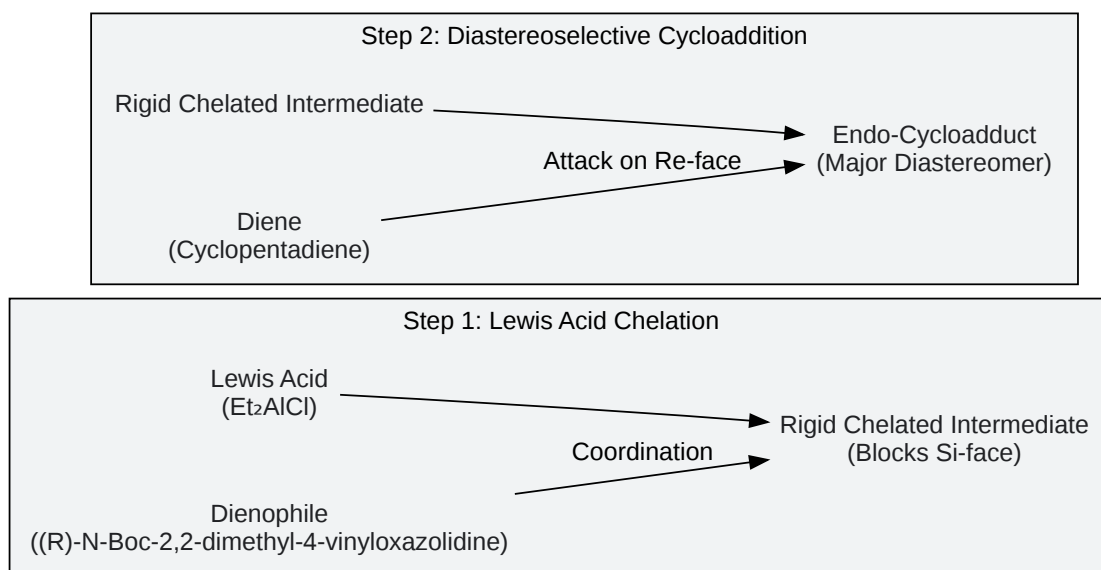 Step 2: Diastereoselective Cycloaddition
Rigid Chelated Intermediate
Attack on Re-face
Endo-Cycloadduct
(Major Diastereomer)
Diene
(Cyclopentadiene)
Step 1: Lewis Acid Chelation
Lewis Acid
(Et₂AlCl)
Coordination
Rigid Chelated Intermediate
(Blocks Si-face)
Dienophile
((R)-N-Boc-2,2-dimethyl-4-vinyloxazolidine)